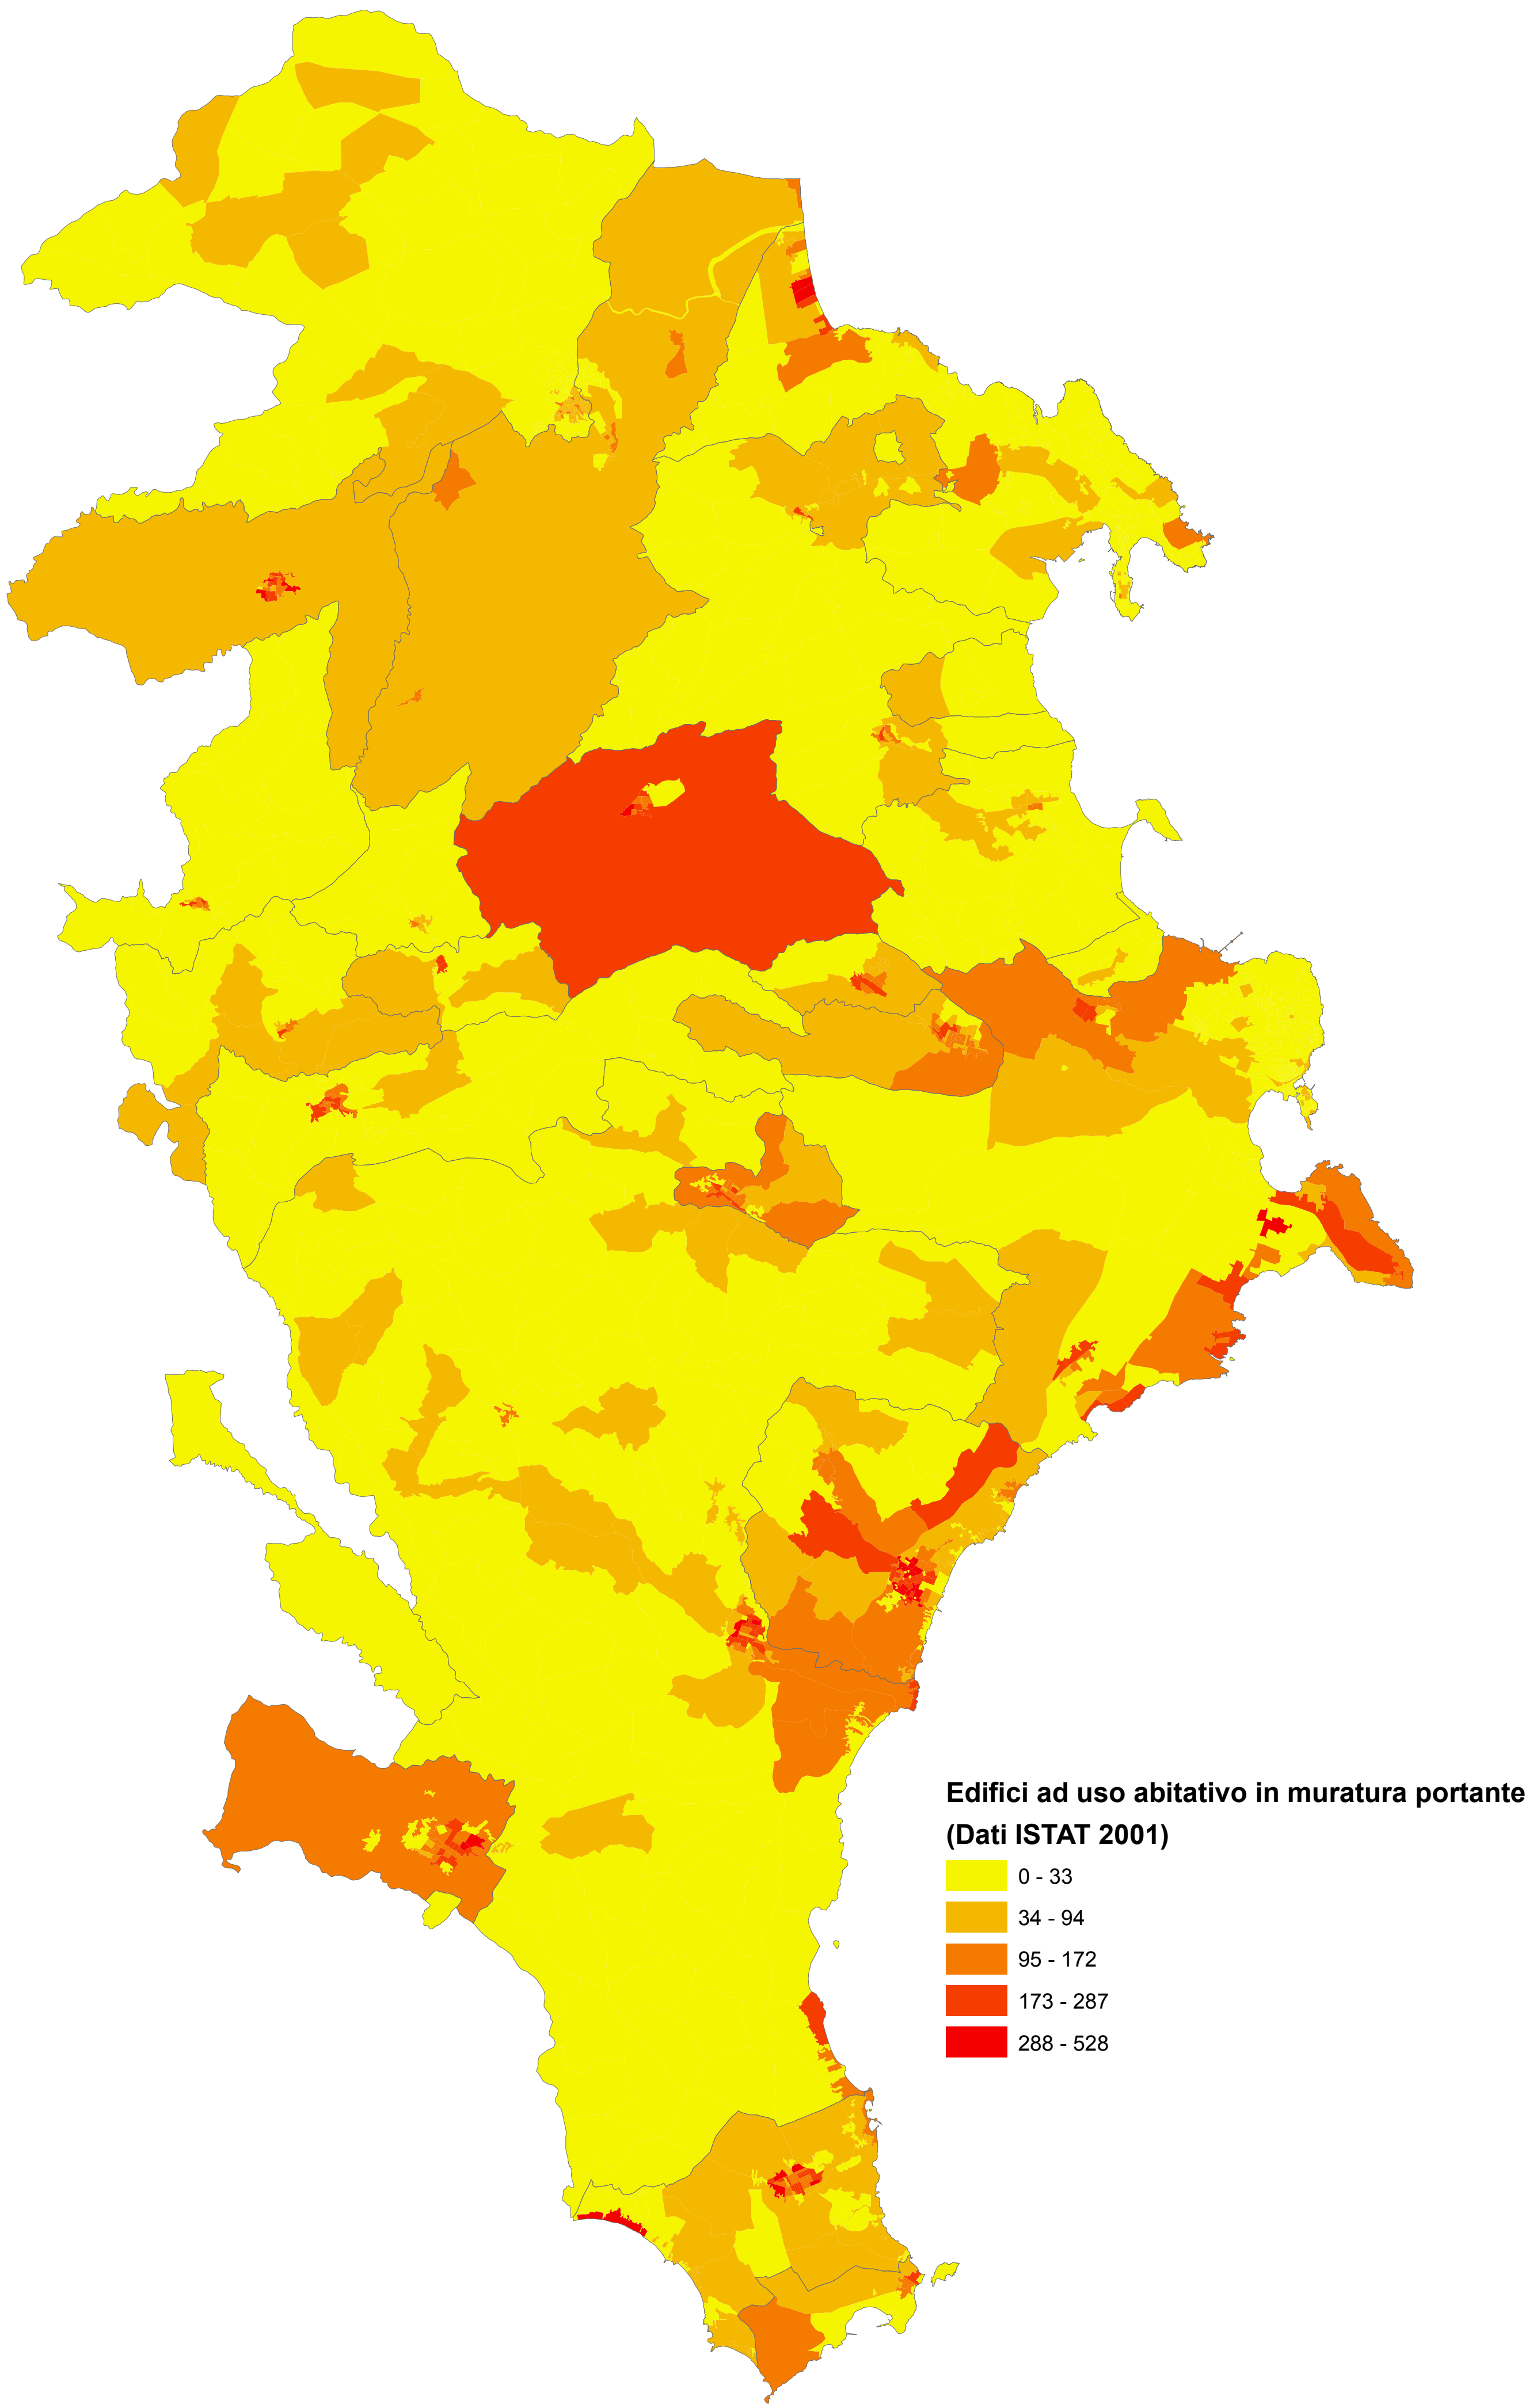 Edifici ad uso abitativo in muratura portante
(Dati ISTAT 2001)
0 - 33
34 - 94
95 - 172
173 - 287
288 - 528